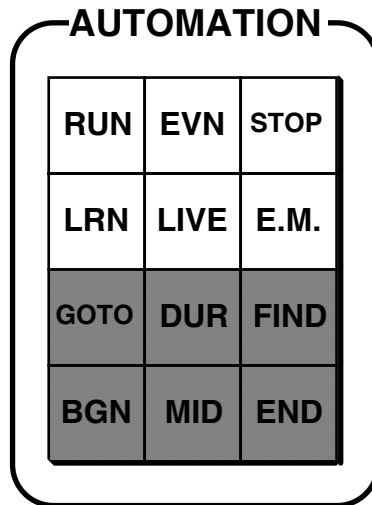 AUTOMATION
RUN EVN STOP
LRN LIVE E.M.
GOTO DUR FIND
BGN MID END